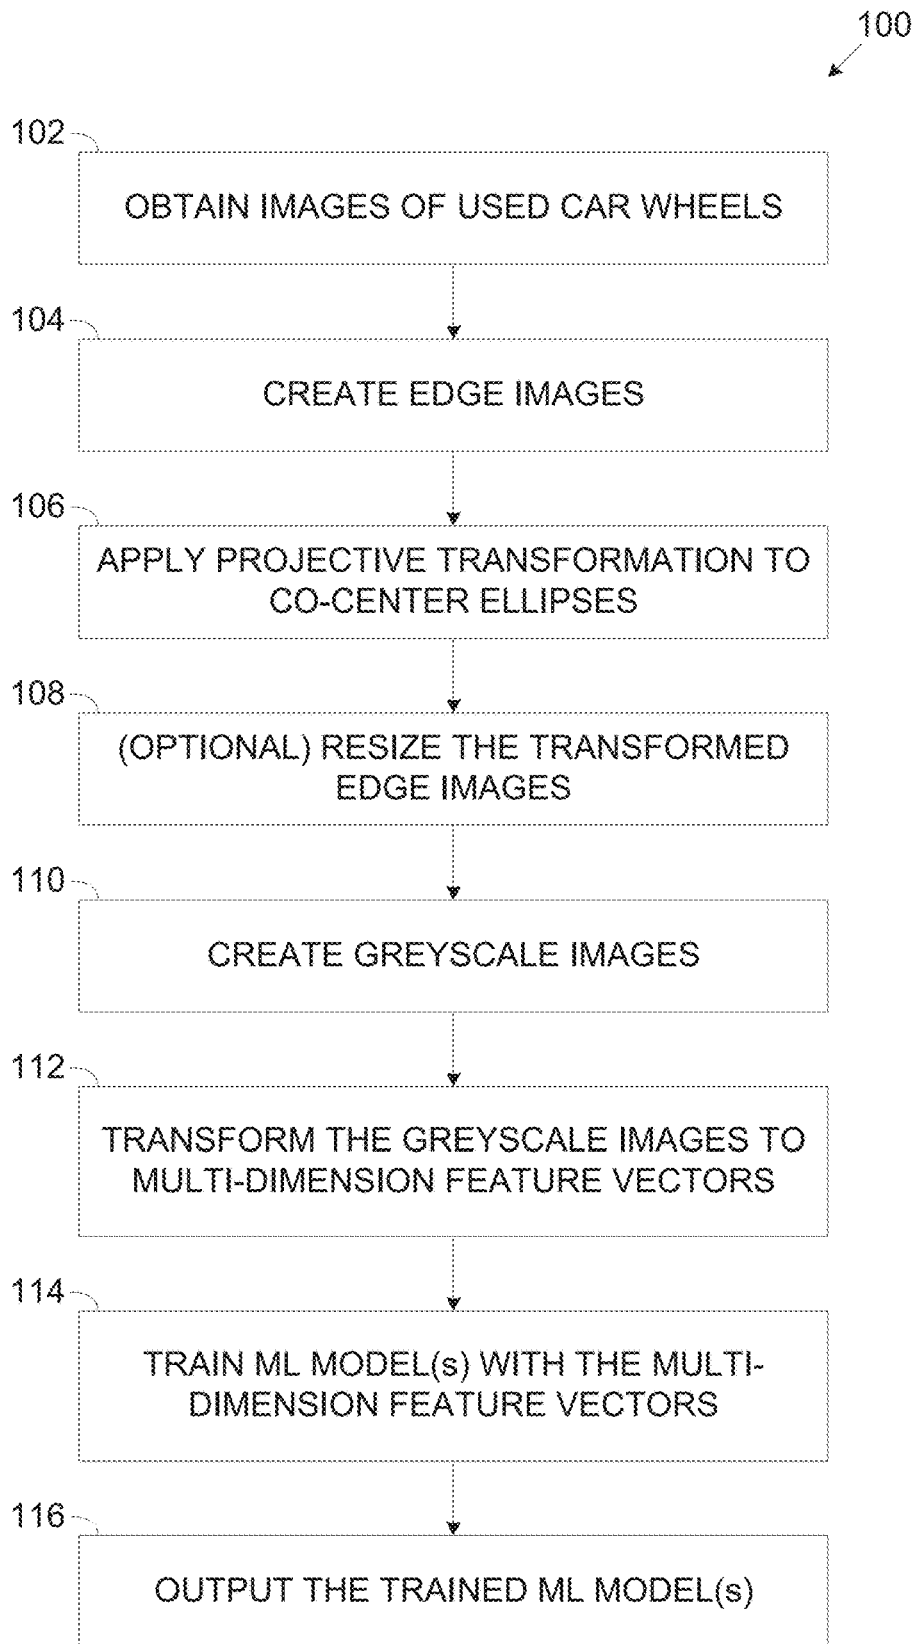 100
102
OBTAIN IMAGES OF USED CAR WHEELS
104
CREATE EDGE IMAGES
106
APPLY PROJECTIVE TRANSFORMATION TO
CO-CENTER ELLIPSES
108
(OPTIONAL) RESIZE THE TRANSFORMED
EDGE IMAGES
110
CREATE GREYSCALE IMAGES
112
TRANSFORM THE GREYSCALE IMAGES TO
MULTI-DIMENSION FEATURE VECTORS
114
TRAIN ML MODEL(s) WITH THE MULTI-
DIMENSION FEATURE VECTORS
116
OUTPUT THE TRAINED ML MODEL(s)